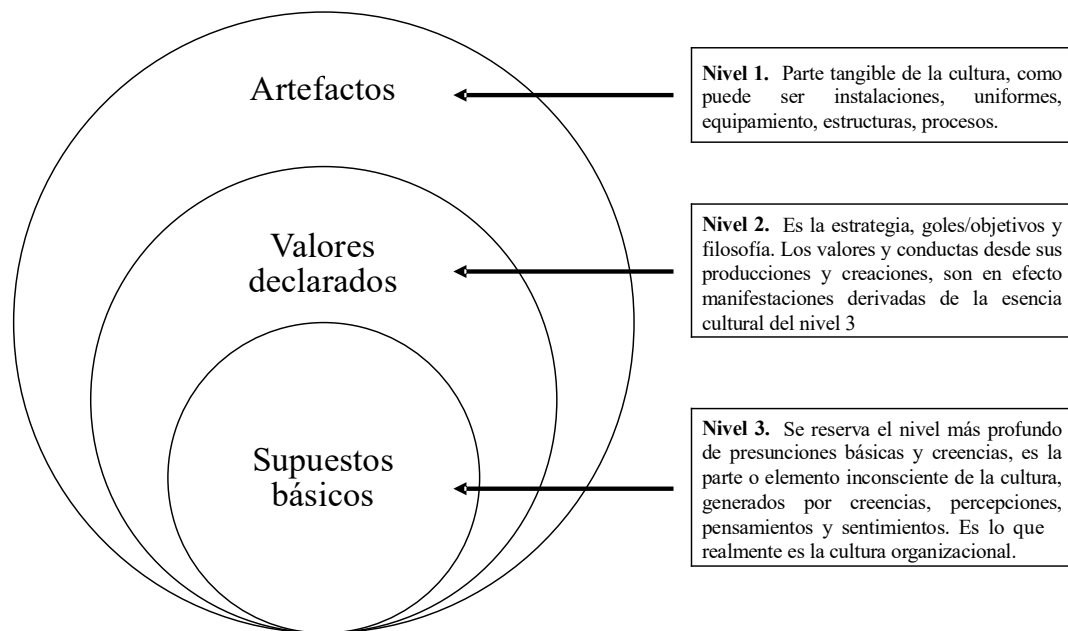 Artefactos
Nivel 1. Parte tangible de la cultura, como
puede ser instalaciones, uniformes,
equipamiento, estructuras, procesos.
Valores
declarados
Nivel 2. Es la estrategia, goles/objetivos y
filosofía. Los valores y conductas desde sus
producciones y creaciones, son en efecto
manifestaciones derivadas de la esencia
cultural del nivel 3
Supuestos
básicos
Nivel 3. Se reserva el nivel más profundo
de presunciones básicas y creencias, es la
parte o elemento inconsciente de la cultura,
generados por creencias, percepciones,
pensamientos y sentimientos. Es lo que
realmente es la cultura organizacional.